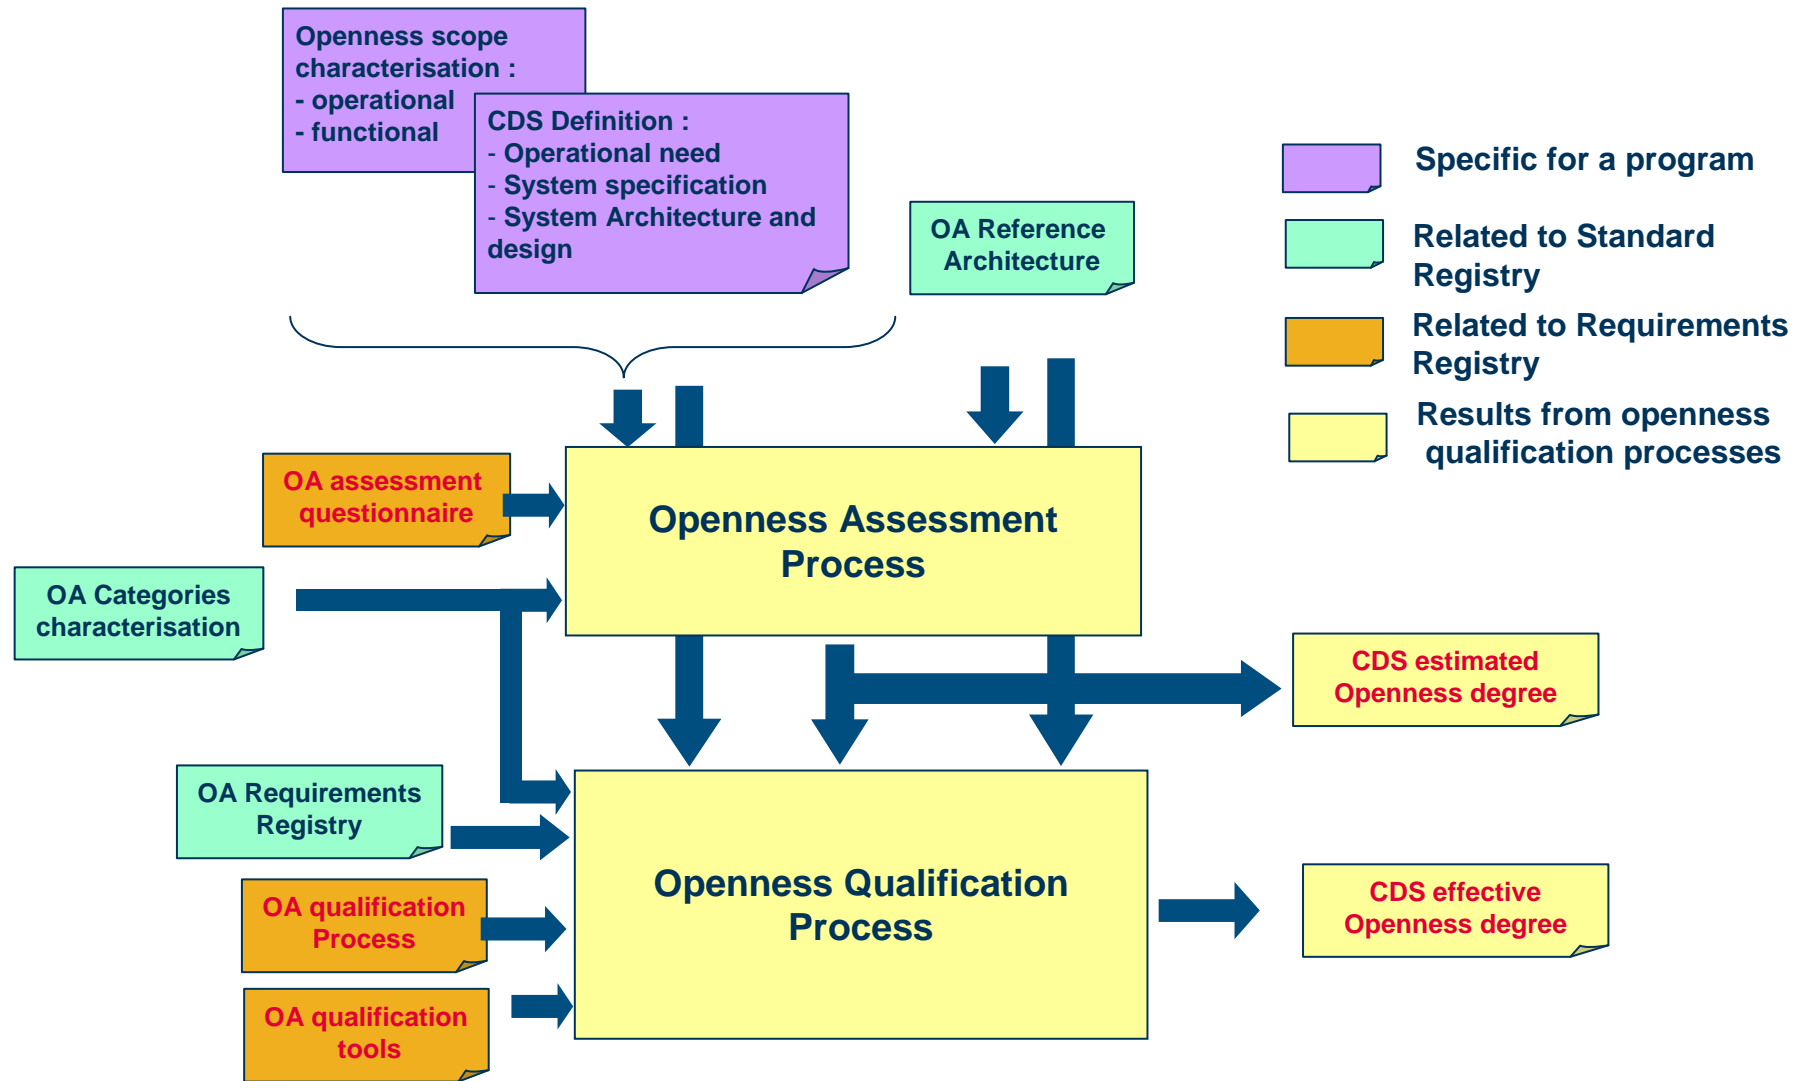 Openness scope
characterisation :
- operational
- functional
CDS Definition :
- Operational need
- System specification
- System Architecture and
design
OA Reference
Architecture
Specific for a program
Related to Standard
Registry
Related to Requirements
Registry
Results from openness
qualification processes
OA assessment
questionnaire
Openness Assessment
Process
OA Categories
characterisation
CDS estimated
Openness degree
OA Requirements
Registry
OA qualification
Process
Openness Qualification
Process
CDS effective
Openness degree
OA qualification
tools